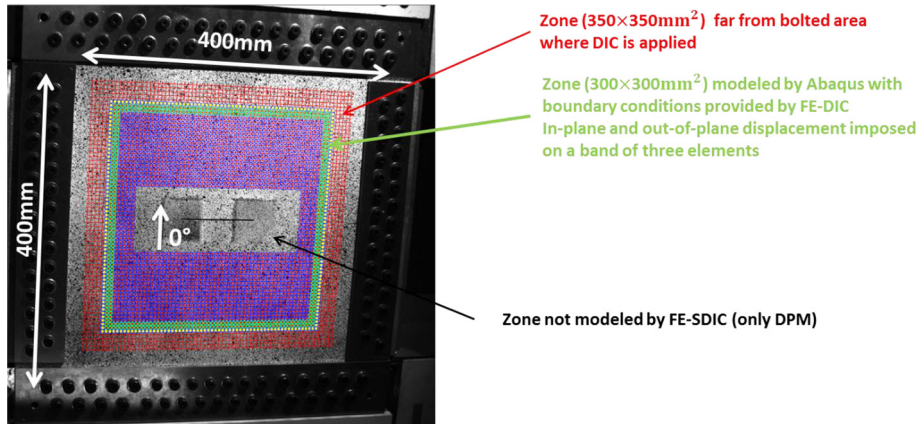 400mm
400mm
0°
Zone (350×350mm²) far from bolted area
where DIC is applied
Zone (300×300mm²) modeled by Abaqus with
boundary conditions provided by FE-DIC
In-plane and out-of-plane displacement imposed
on a band of three elements
Zone not modeled by FE-SDIC (only DPM)